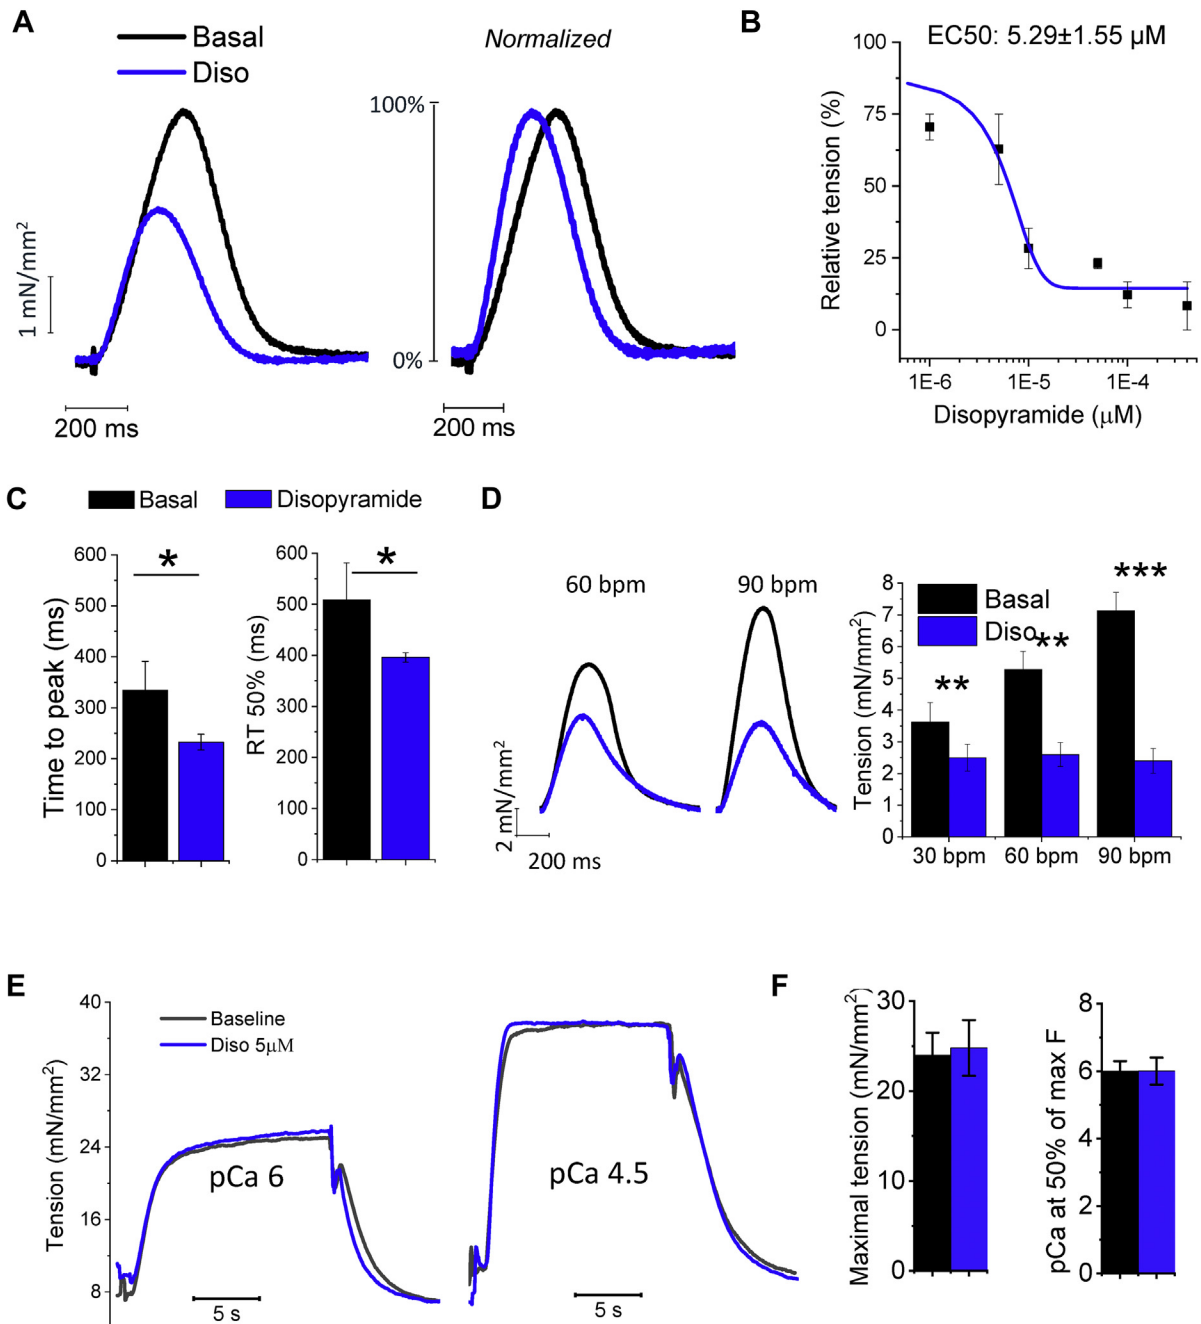 A
Basal
Diso
Normalized
100%
0%
1 mN/mm²
200 ms
200 ms
B
EC50: 5.29±1.55 µM
Relative tension (%)
100
75
50
25
0
1E-6
1E-5
1E-4
Disopyramide (µM)
C
Basal
Disopyramide
Time to peak (ms)
600
500
400
300
200
100
0
*
RT 50% (ms)
600
500
400
300
200
100
0
*
D
60 bpm
90 bpm
2 mN/mm²
200 ms
Tension (mN/mm²)
8
7
6
5
4
3
2
1
0
Basal
Diso
**
**
***
30 bpm
60 bpm
90 bpm
E
Tension (mN/mm²)
40
32
24
16
8
Baseline
Diso 5µM
pCa 6
pCa 4.5
5 s
5 s
F
Maximal tension (mN/mm²)
30
20
10
0
pCa at 50% of max F
8
6
4
2
0